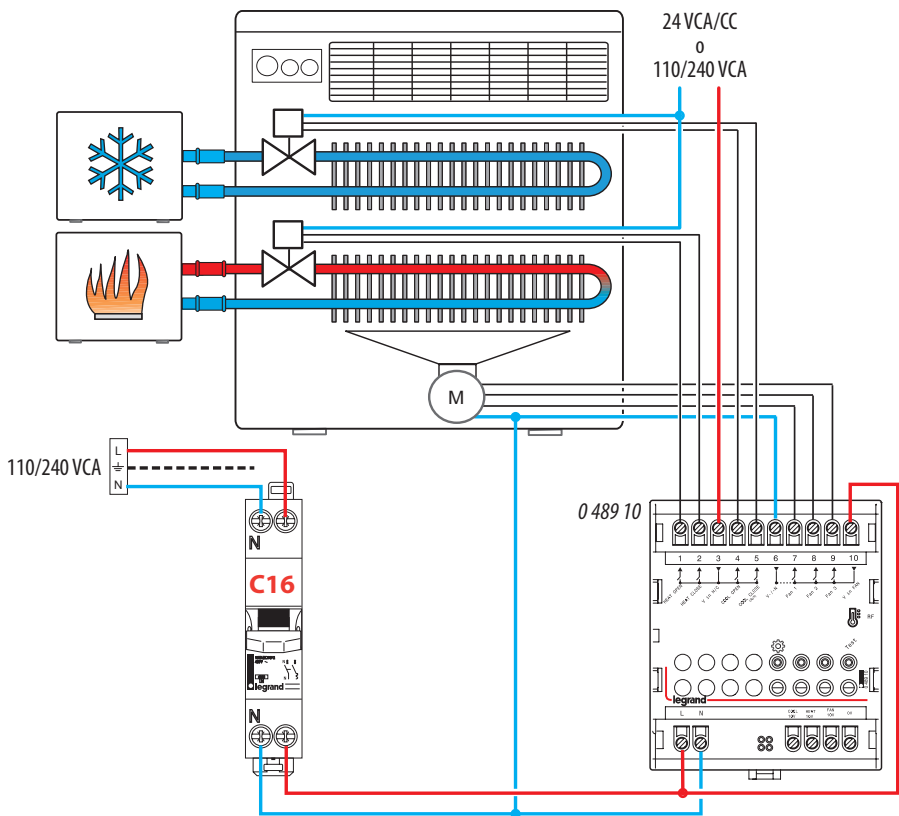 24 VCA/CC
o
110/240 VCA
M
L
110/240 VCA
N
0 489 10
N
C16
legrand
N
1 2 3 4 5 6 7 8 9 10
HEAT OPEN
HEAT CLOSE
V in H/C
COOL OPEN
COOL CLOSE
V-/-N
Fan 1
Fan 2
Fan 3
V in FAN
RF
Test
legrand
L N